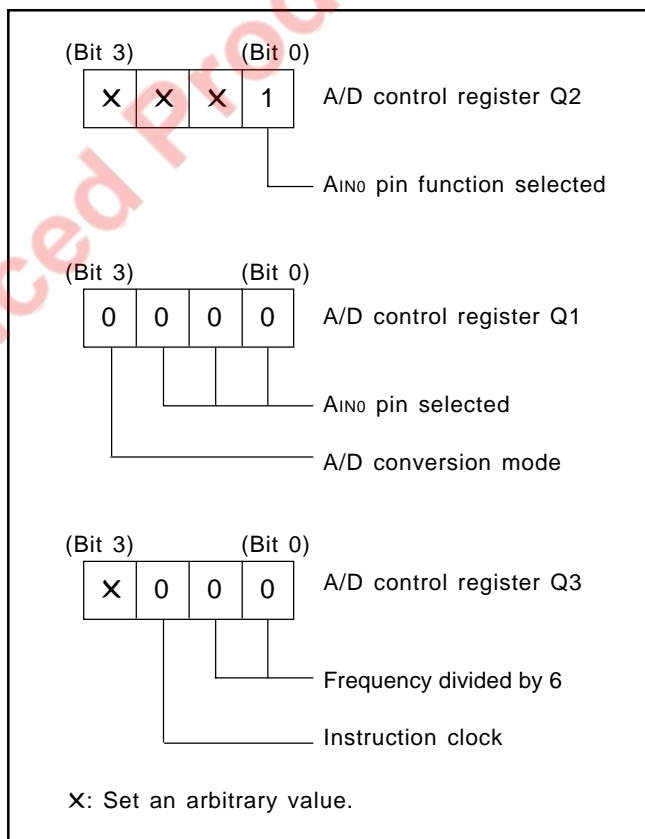 (Bit 3) (Bit 0)
× × × 1 A/D control register Q2
AIN0 pin function selected
(Bit 3) (Bit 0)
0 0 0 0 A/D control register Q1
AIN0 pin selected
A/D conversion mode
(Bit 3) (Bit 0)
× 0 0 0 A/D control register Q3
Frequency divided by 6
Instruction clock
×: Set an arbitrary value.